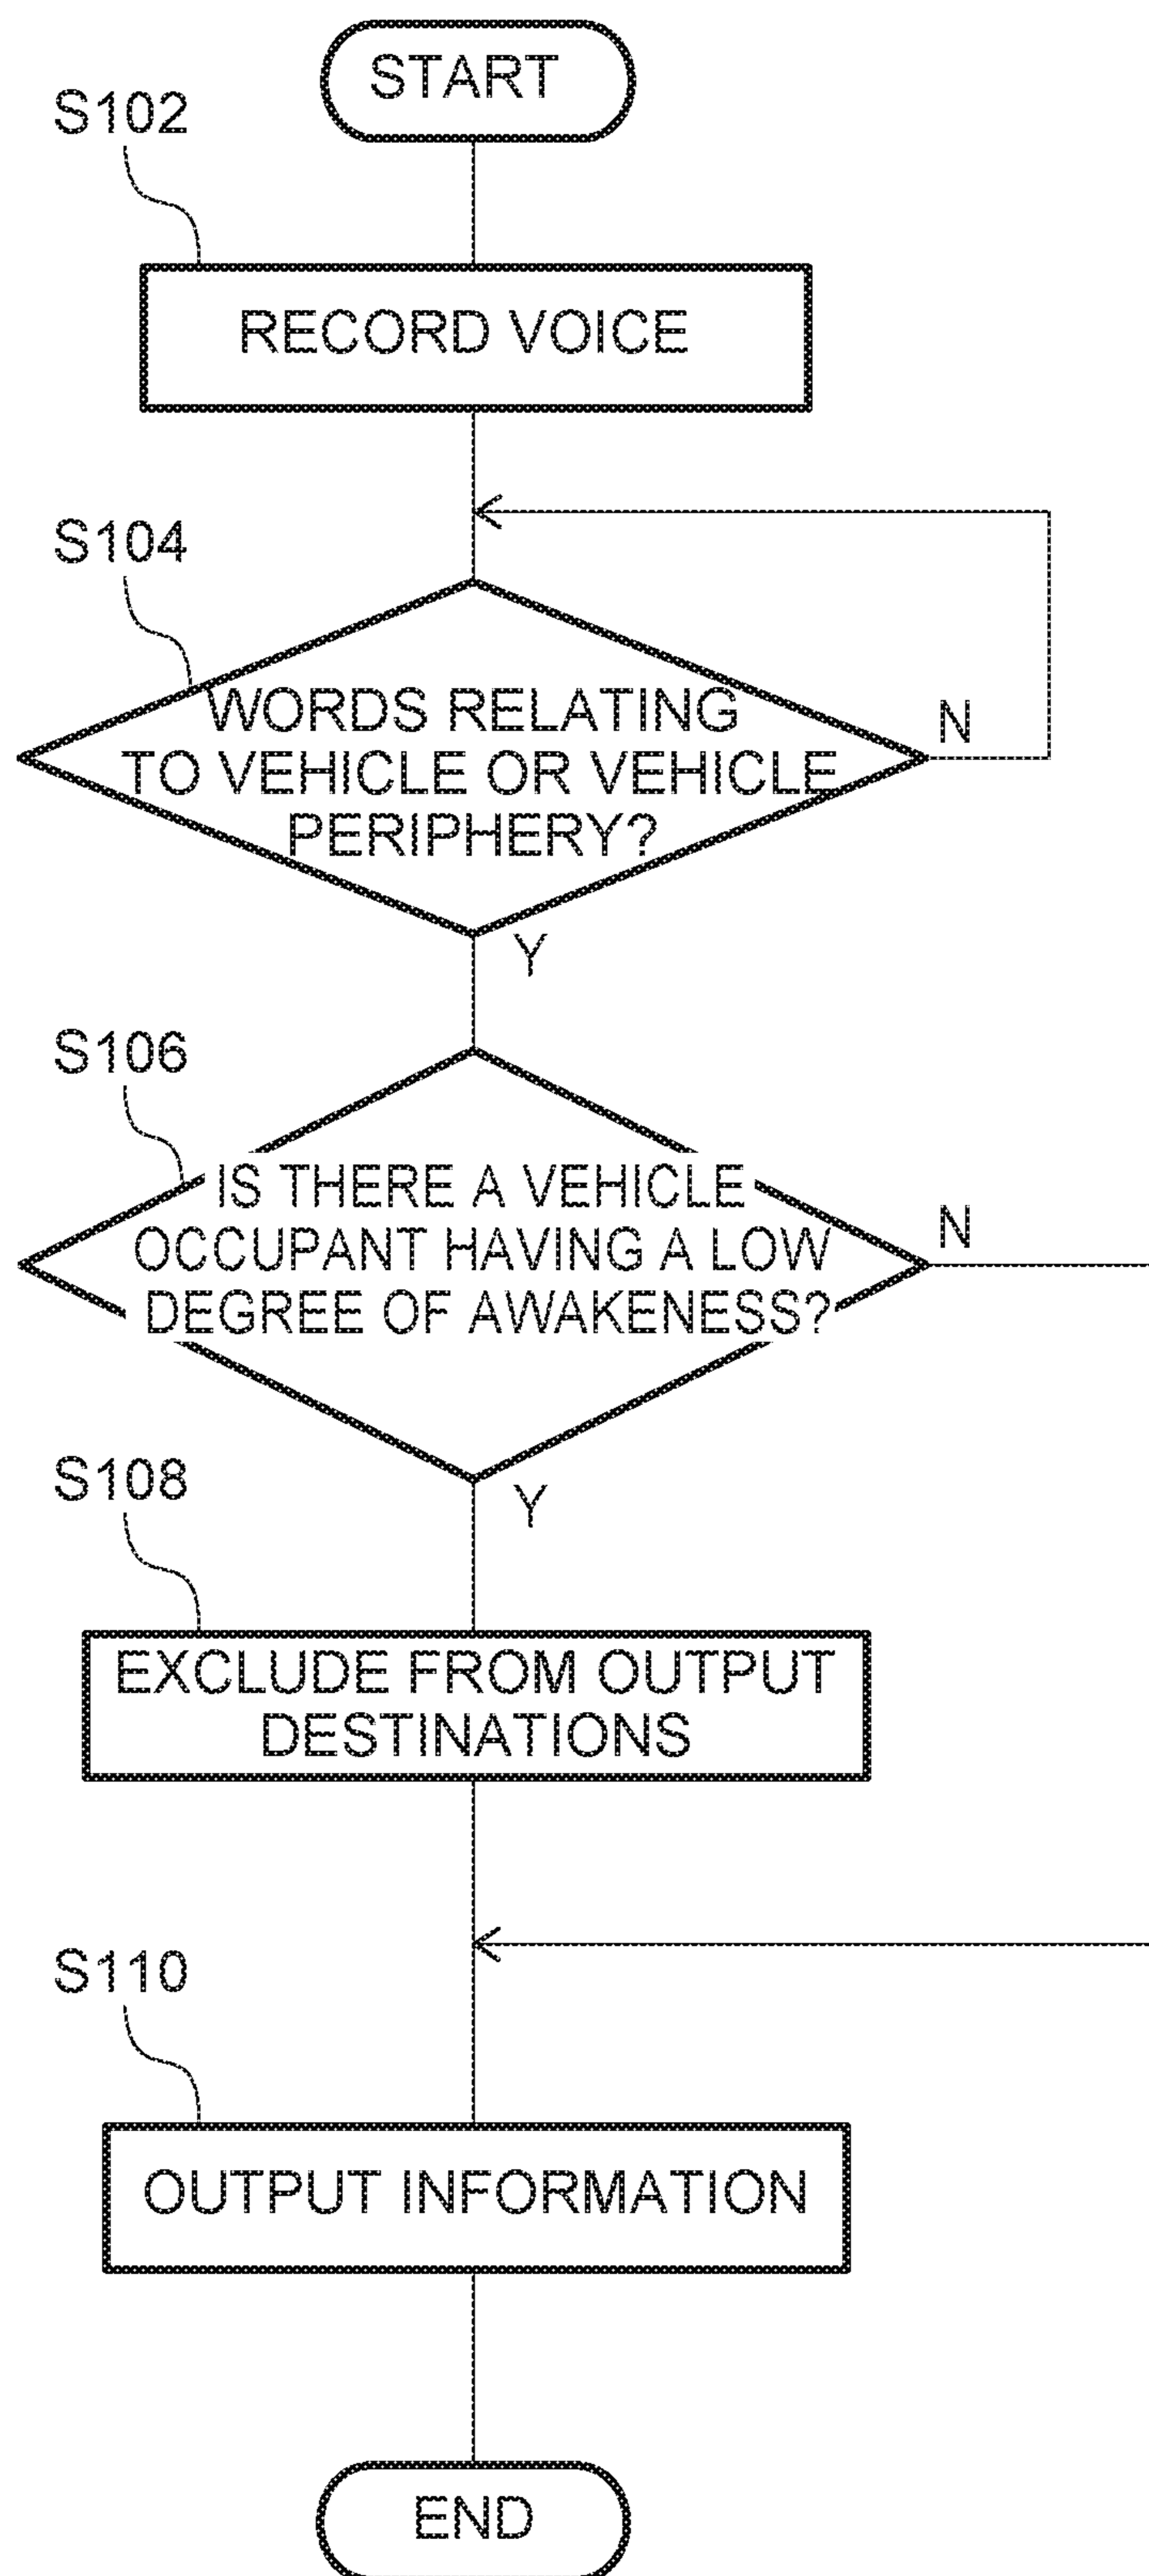 START
S102
RECORD VOICE
S104
WORDS RELATING
TO VEHICLE OR VEHICLE
PERIPHERY?
N
Y
S106
IS THERE A VEHICLE
OCCUPANT HAVING A LOW
DEGREE OF AWAKENESS?
N
Y
S108
EXCLUDE FROM OUTPUT
DESTINATIONS
S110
OUTPUT INFORMATION
END